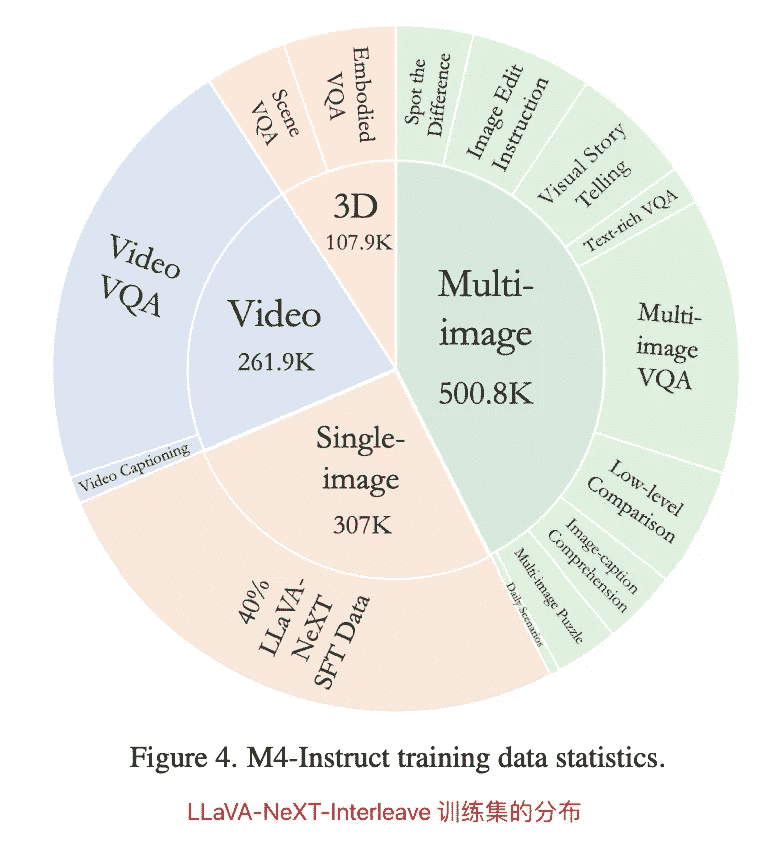 Embodied
VQA
Scene
VQA
3D
107.9K
Spot the
Difference
Image Edit
Instruction
Visual Story
Telling
Text-rich VQA
Multi-
image
500.8K
Multi-
image
VQA
Low-level
Comparison
Image-caption
Comprehension
Multi-image Puzzle
Daily Scenarios
Video
VQA
Video
261.9K
Video Captioning
Single-
image
307K
40%
LLaVA-
NeXT
SFT Data
Figure 4. M4-Instruct training data statistics.
LLaVA-NeXT-Interleave 训练集的分布